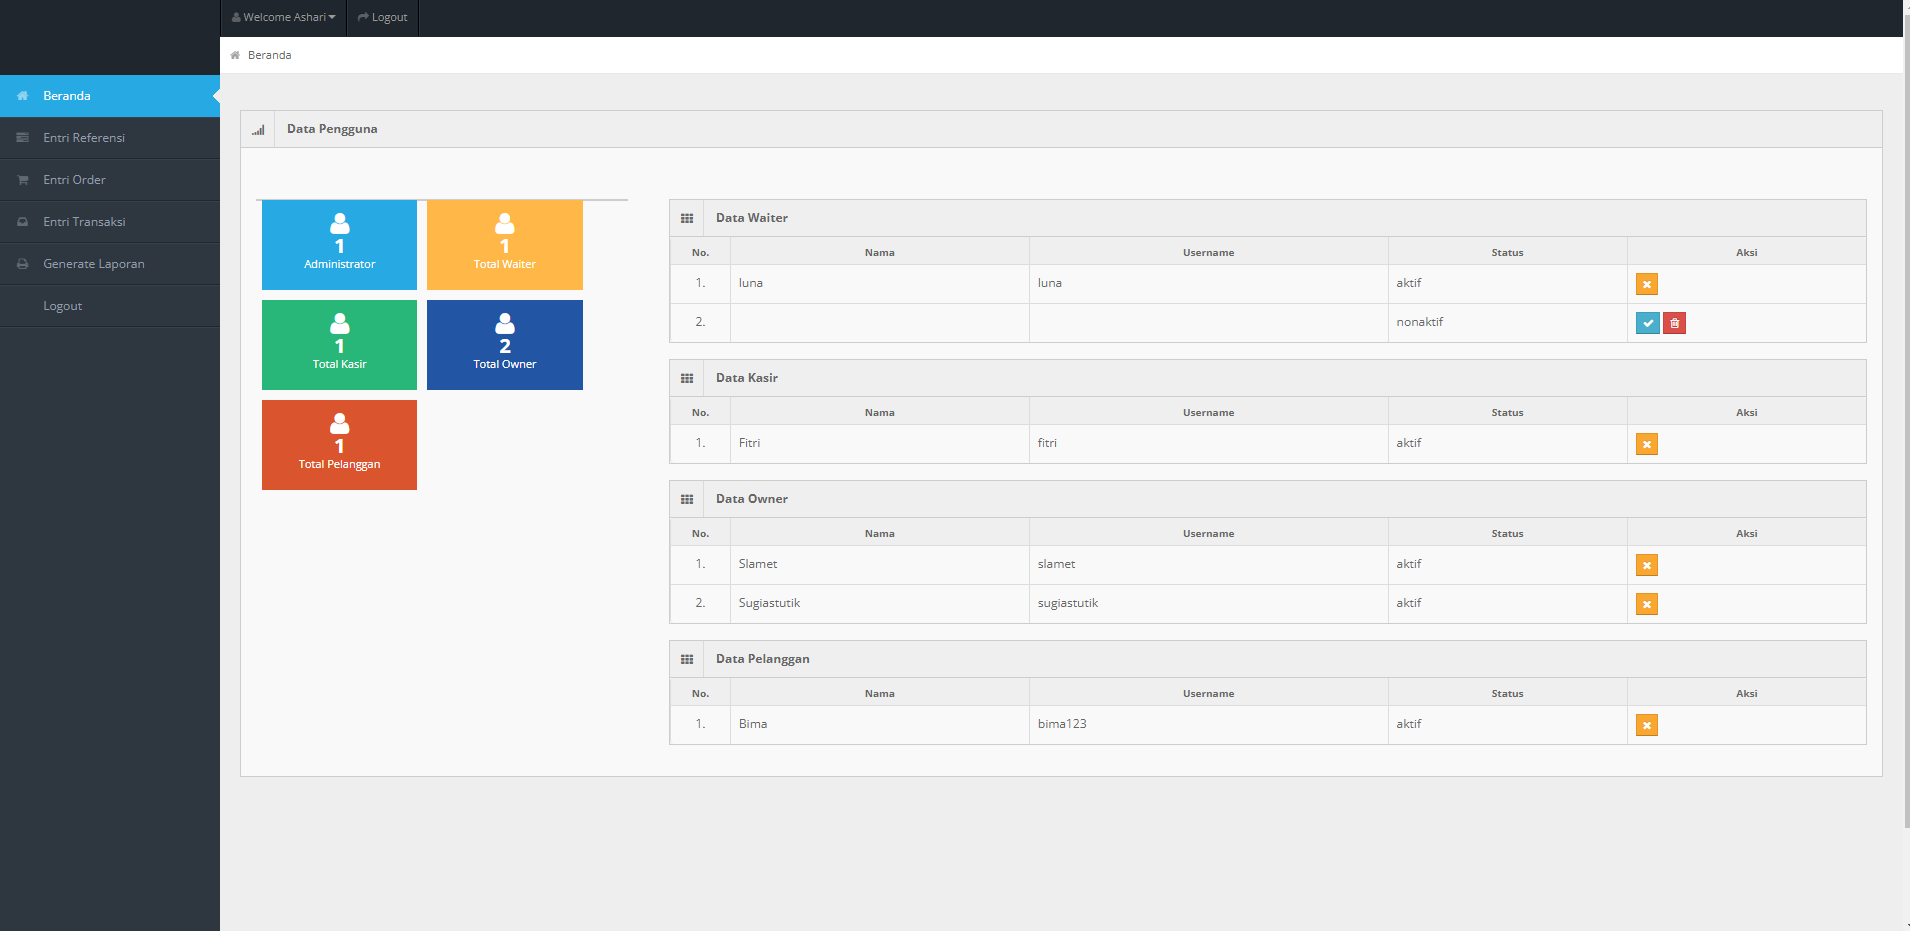 Welcome Ashari
Logout
Beranda
Beranda
Entri Referensi
Entri Order
Entri Transaksi
Generate Laporan
Logout
Data Pengguna
1
Administrator
1
Total Waiter
1
Total Kasir
2
Total Owner
1
Total Pelanggan
Data Waiter
No. Nama Username Status Aksi
1. luna luna aktif
2. nonaktif
Data Kasir
No. Nama Username Status Aksi
1. Fitri fitri aktif
Data Owner
No. Nama Username Status Aksi
1. Slamet slamet aktif
2. Sugiastutik sugiastutik aktif
Data Pelanggan
No. Nama Username Status Aksi
1. Bima bima123 aktif